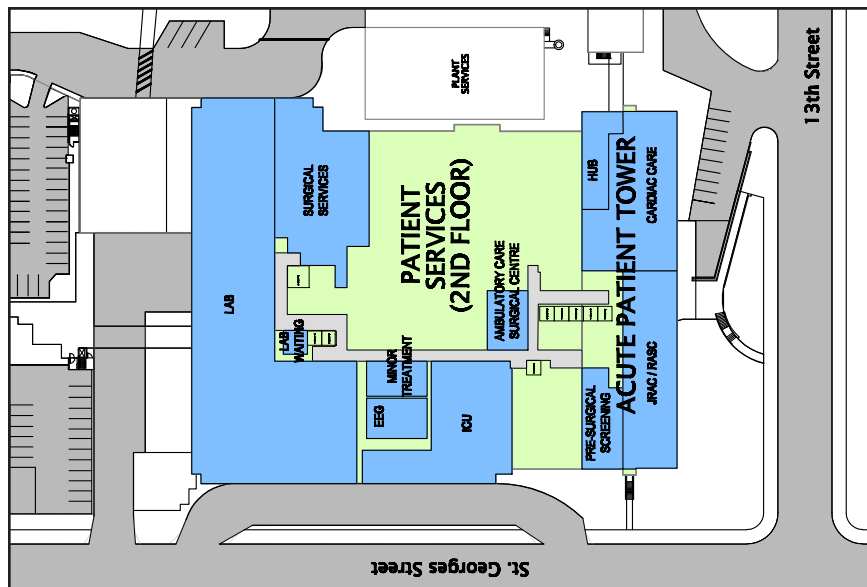 13th Street
PLANT
SERVICES
HUB
CARDIAC CARE
SURGICAL
SERVICES
PATIENT
SERVICES
(2ND FLOOR)
ACUTE PATIENT TOWER
AMBULATORY CARE
SURGICAL CENTRE
LAB
LAB
WAITING
MINOR
TREATMENT
JRAC / RASC
EEG
ICU
PRE-SURGICAL
SCREENING
St. Georges Street